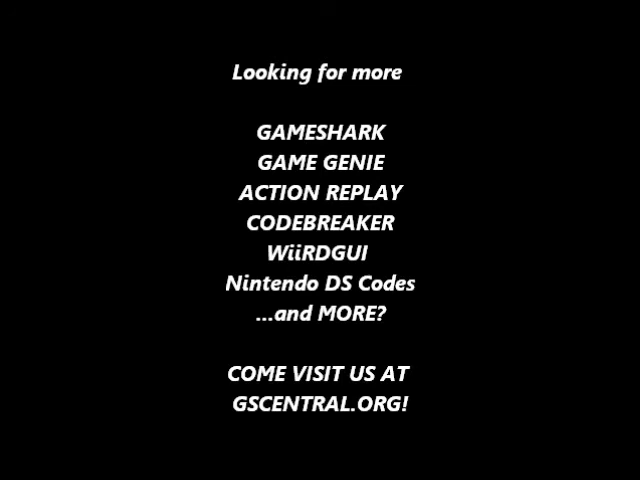 Looking for more
GAMESHARK
GAME GENIE
ACTION REPLAY
CODEBREAKER
WiiRDGUI
Nintendo DS Codes
...and MORE?
COME VISIT US AT
GSCENTRAL.ORG!